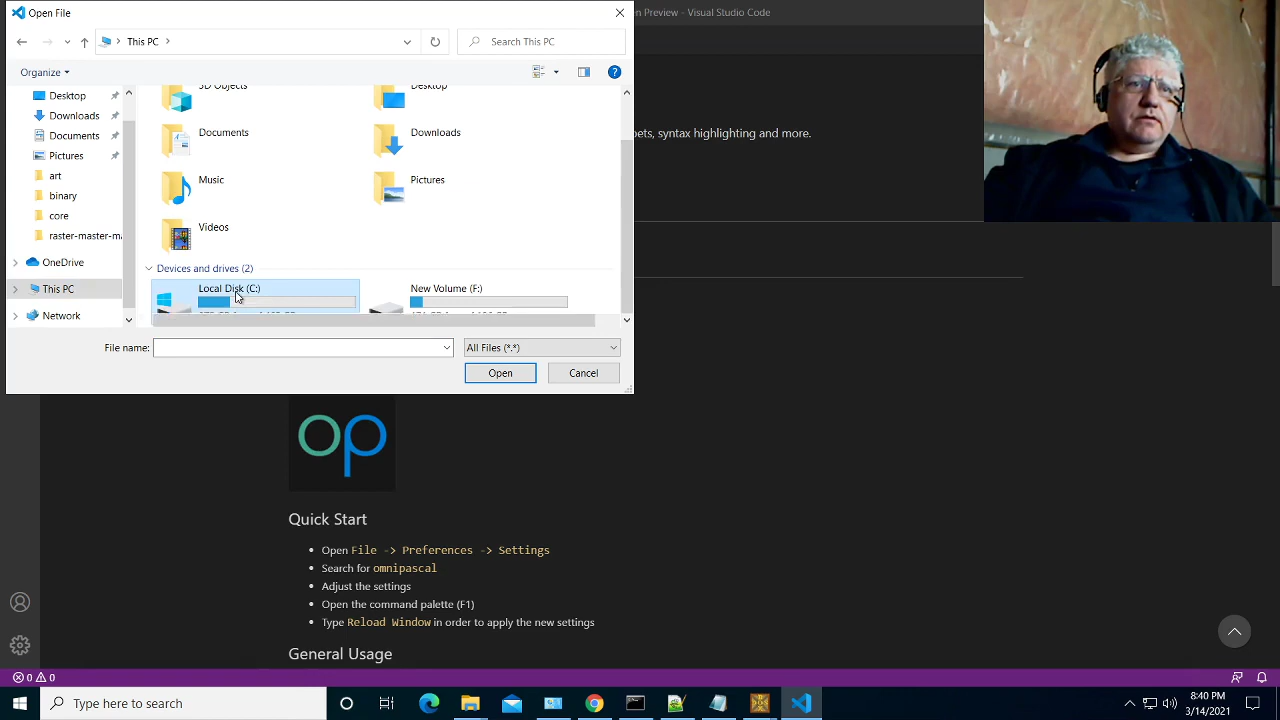 Open File
en Preview - Visual Studio Code
This PC
Search This PC
Organize
Desktop
Downloads
Documents
Pictures
art
binary
core
raster-master-m
OneDrive
This PC
Network
3D Objects
Desktop
Documents
Downloads
Music
Pictures
Videos
Devices and drives (2)
Local Disk (C:)
New Volume (F:)
File name:
All Files (*.*)
Open
Cancel
pets, syntax highlighting and more.
op
Quick Start
Open File -> Preferences -> Settings
Search for omnipascal
Adjust the settings
Open the command palette (F1)
Type Reload Window in order to apply the new settings
General Usage
0 0
Type here to search
8:40 PM
3/14/2021